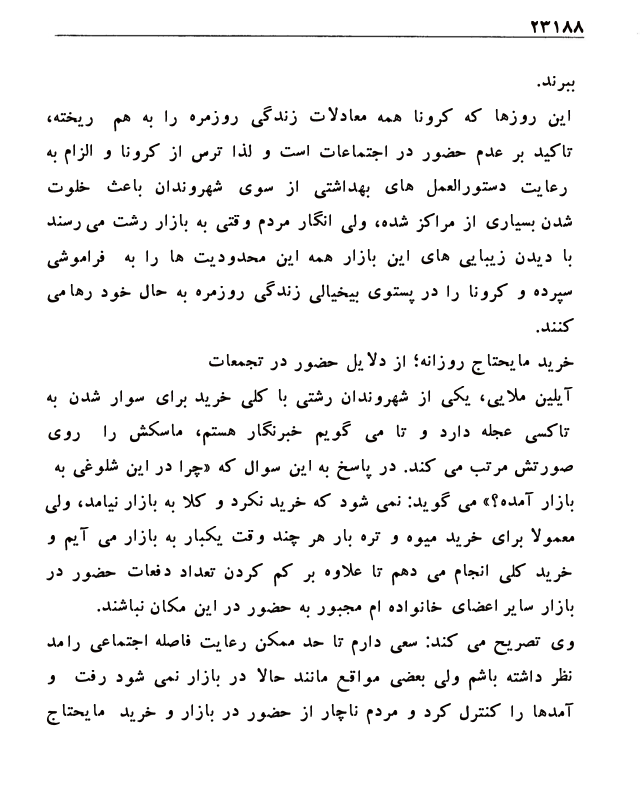 ۲۳۱۸۸
ببرند.
این روزها که کرونا همه معادلات زندگی روزمره را به هم ریخته،
تاکید بر عدم حضور در اجتماعات است و لذا ترس از کرونا و الزام به
رعایت دستورالعمل های بهداشتی از سوی شهروندان باعث خلوت
شدن بسیاری از مراکز شده، ولی انگار مردم وقتی به بازار رشت می رسند
با دیدن زیبایی های این بازار همه این محدودیت ها را به فراموشی
سپرده و کرونا را در پستوی بیخیالی زندگی روزمره به حال خود رها می
کنند.
خرید مایحتاج روزانه؛ از دلایل حضور در تجمعات
آیلین ملایی، یکی از شهروندان رشتی با کلی خرید برای سوار شدن به
تاکسی عجله دارد و تا می گویم خبرنگار هستم، ماسکش را روی
صورتش مرتب می کند. در پاسخ به این سوال که «چرا در این شلوغی به
بازار آمده؟» می گوید: نمی شود که خرید نکرد و کلا به بازار نیامد، ولی
معمولا برای خرید میوه و تره بار هر چند وقت یکبار به بازار می آیم و
خرید کلی انجام می دهم تا علاوه بر کم کردن تعداد دفعات حضور در
بازار سایر اعضای خانواده ام مجبور به حضور در این مکان نباشند.
وی تصریح می کند: سعی دارم تا حد ممکن رعایت فاصله اجتماعی را مد
نظر داشته باشم ولی بعضی مواقع مانند حالا در بازار نمی شود رفت و
آمدها را کنترل کرد و مردم ناچار از حضور در بازار و خرید مایحتاج